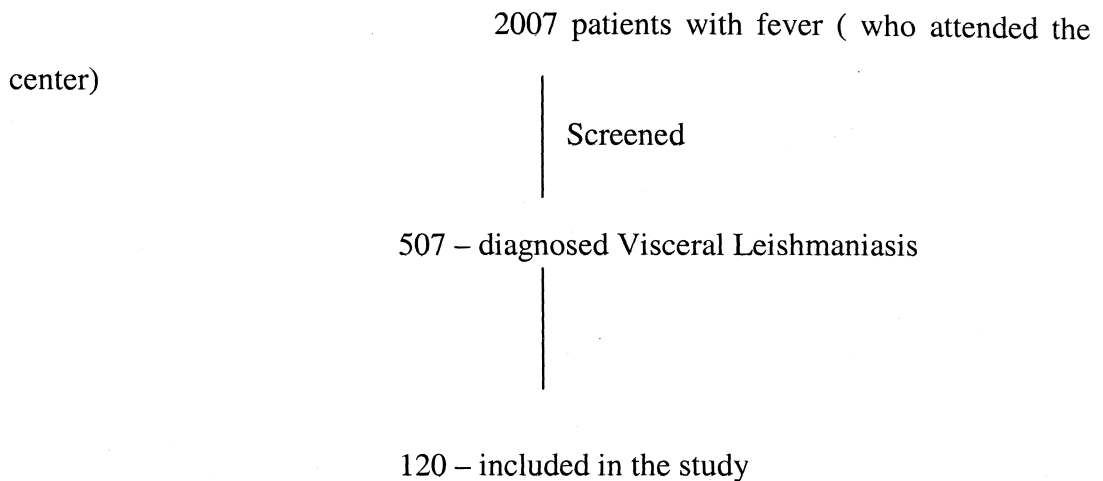 2007 patients with fever ( who attended the
center)
Screened
507 – diagnosed Visceral Leishmaniasis
120 – included in the study